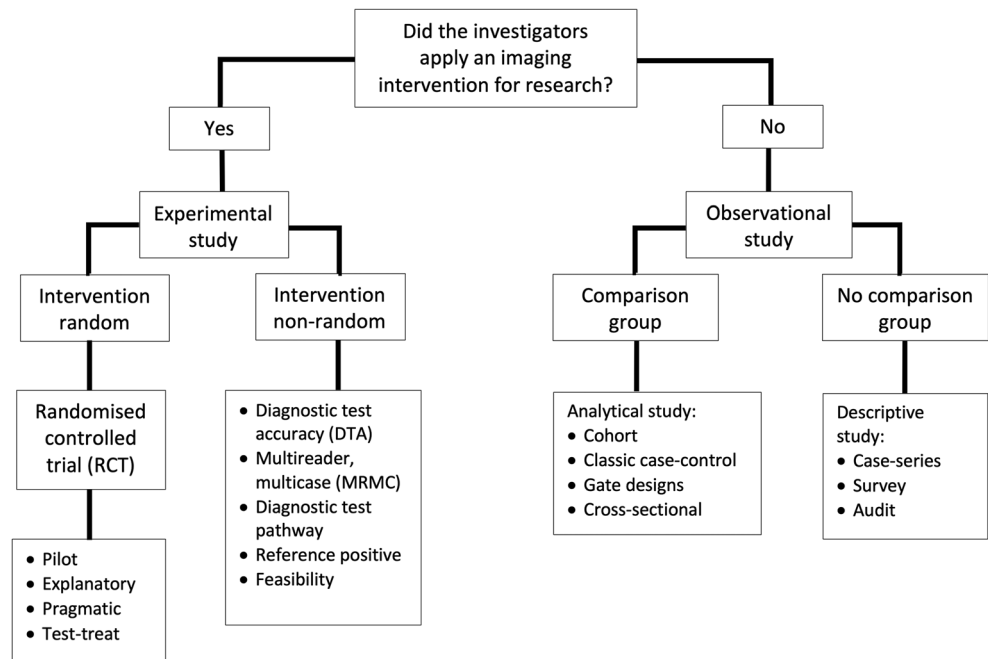 Did the investigators
apply an imaging
intervention for research?
Yes
No
Experimental
study
Observational
study
Intervention
random
Intervention
non-random
Comparison
group
No comparison
group
Randomised
controlled
trial (RCT)
• Diagnostic test
accuracy (DTA)
• Multireader,
multicase (MRMC)
• Diagnostic test
pathway
• Reference positive
• Feasibility
Analytical study:
• Cohort
• Classic case-control
• Gate designs
• Cross-sectional
Descriptive
study:
• Case-series
• Survey
• Audit
• Pilot
• Explanatory
• Pragmatic
• Test-treat